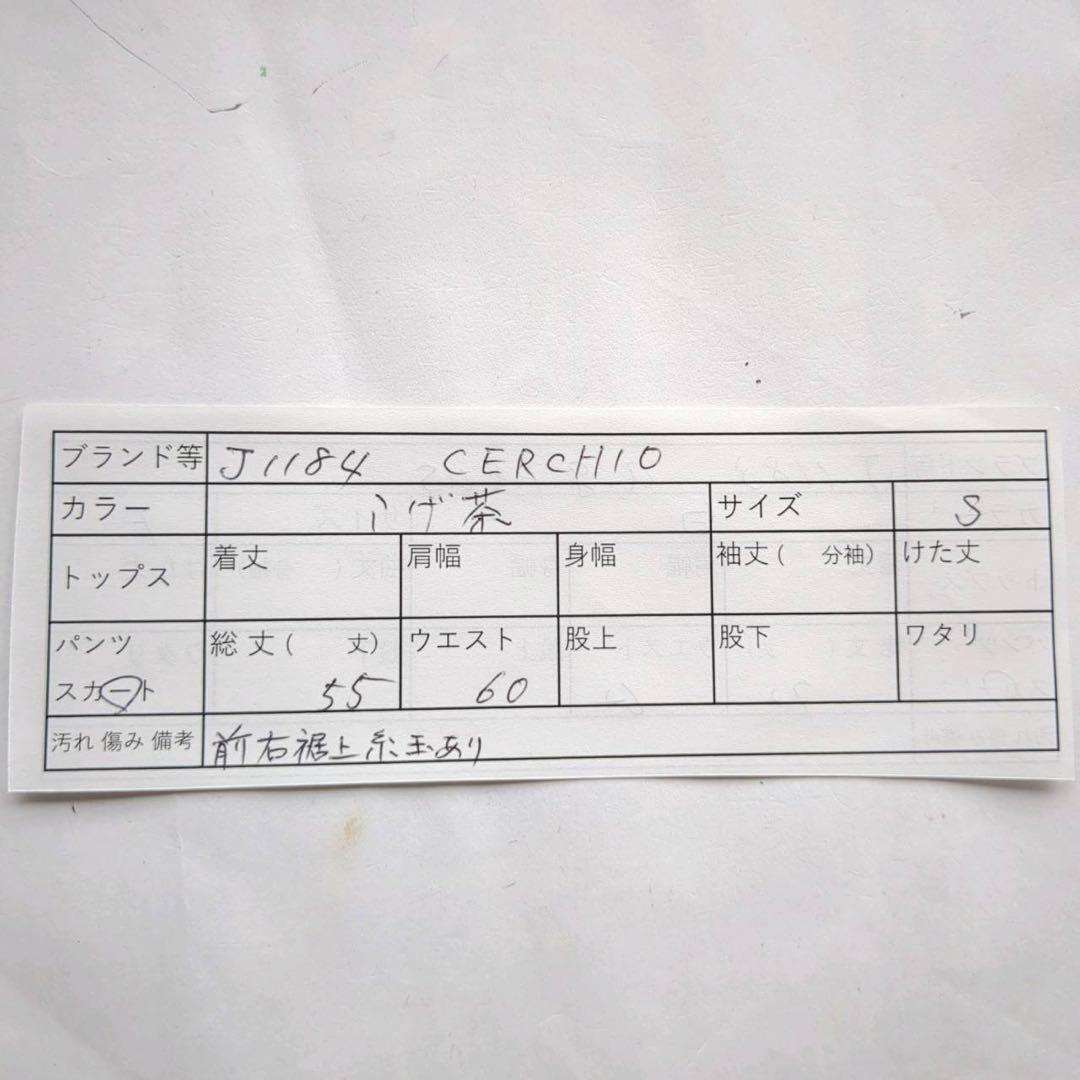 ブランド等 J1184 CERCHIO
カラー こげ茶 サイズ S
トップス 着丈 肩幅 身幅 袖丈( 分袖) けた丈
パンツ 総丈( 丈) ウエスト 股上 股下 ワタリ
スカート 55 60
汚れ 傷み 備考 前右裾上糸玉あり